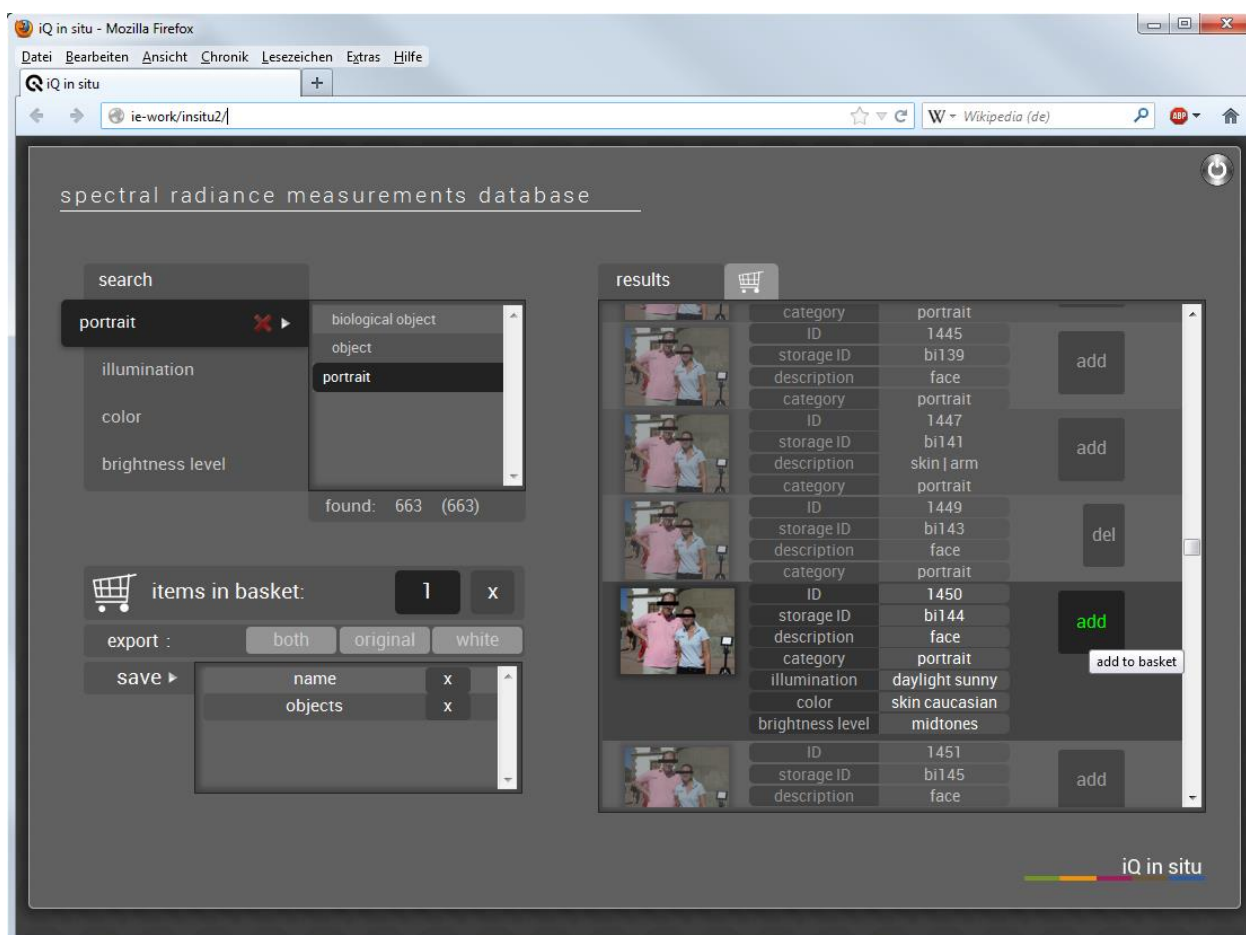 iQ in situ - Mozilla Firefox
Datei Bearbeiten Ansicht Chronik Lesezeichen Extras Hilfe
iQ in situ +
ie-work/insitu2/ W Wikipedia (de) ABP
spectral radiance measurements database
search
portrait
illumination
color
brightness level
biological object
object
portrait
found: 663 (663)
items in basket: 1 x
export : both original white
save
name x
objects x
results
category portrait
ID 1445
storage ID bi139
description face
category portrait
add
ID 1447
storage ID bi141
description skin | arm
category portrait
add
ID 1449
storage ID bi143
description face
category portrait
del
ID 1450
storage ID bi144
description face
category portrait
illumination daylight sunny
color skin caucasian
brightness level midtones
add
add to basket
ID 1451
storage ID bi145
description face
add
iQ in situ